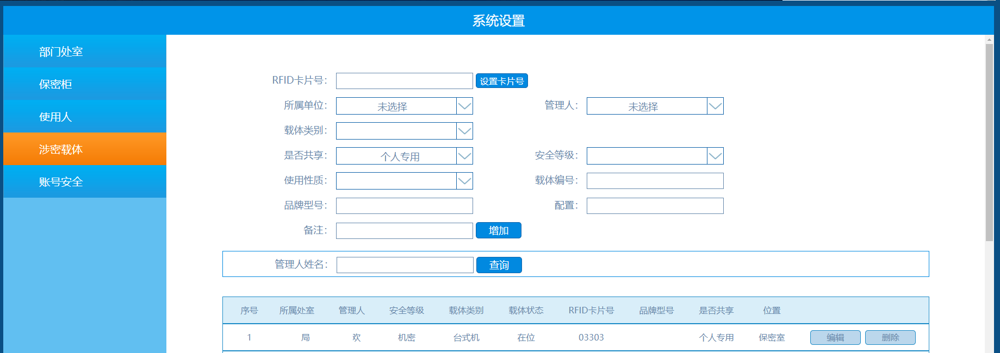 系统设置
部门处室
保密柜
使用人
涉密载体
账号安全
RFID卡片号： 设置卡片号
所属单位： 未选择 管理人： 未选择
载体类别：
是否共享： 个人专用 安全等级：
使用性质： 载体编号：
品牌型号： 配置：
备注： 增加
管理人姓名： 查询
序号 所属处室 管理人 安全等级 载体类别 载体状态 RFID卡片号 品牌型号 是否共享 位置
1 局 欢 机密 台式机 在位 03303 个人专用 保密室 编辑 删除